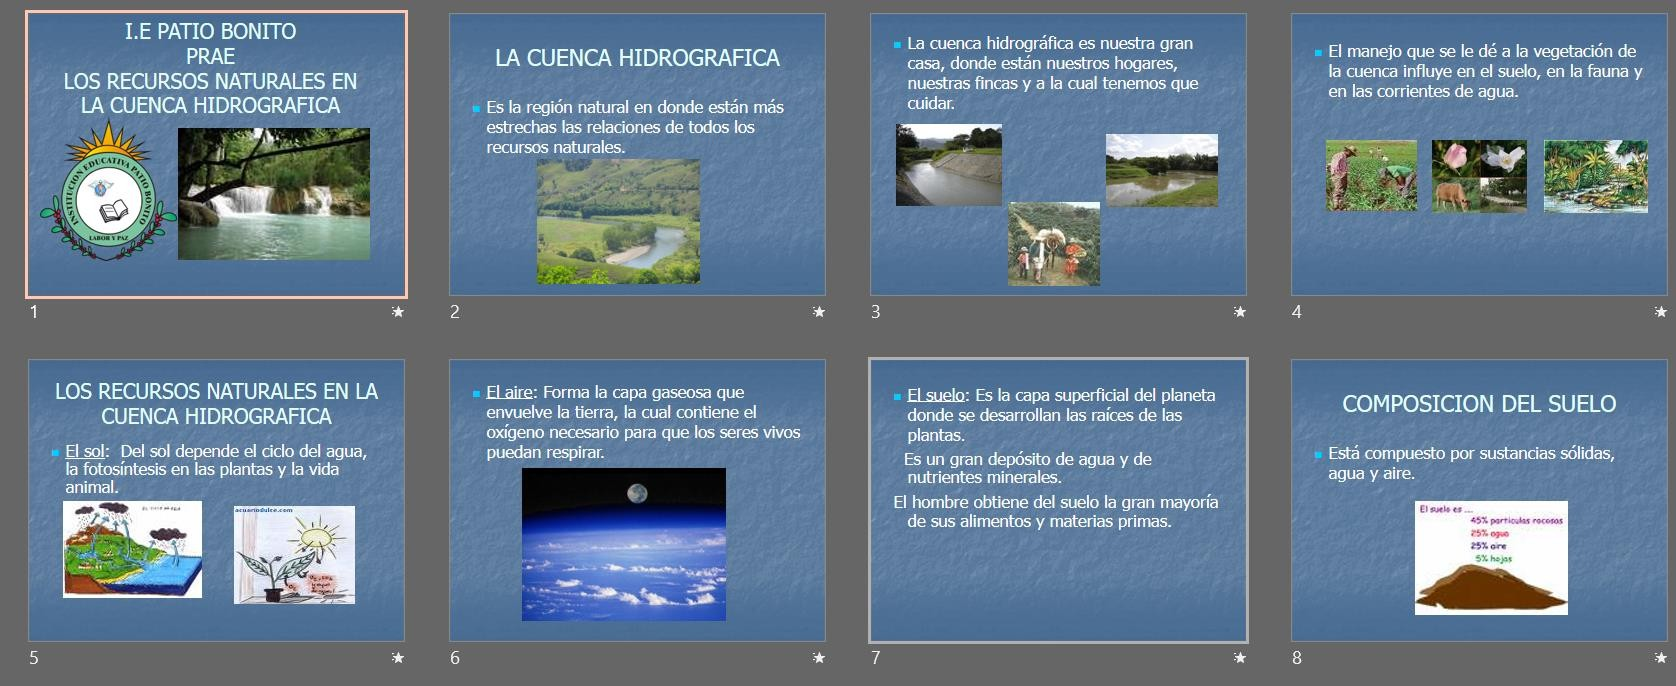 I.E PATIO BONITO
PRAE
LOS RECURSOS NATURALES EN
LA CUENCA HIDROGRAFICA
INSTITUCION EDUCATIVA PATIO BONITO
LABOR Y PAZ
1
LA CUENCA HIDROGRAFICA
Es la región natural en donde están más
estrechas las relaciones de todos los
recursos naturales.
2
La cuenca hidrográfica es nuestra gran
casa, donde están nuestros hogares,
nuestras fincas y a la cual tenemos que
cuidar.
3
El manejo que se le dé a la vegetación de
la cuenca influye en el suelo, en la fauna y
en las corrientes de agua.
4
LOS RECURSOS NATURALES EN LA
CUENCA HIDROGRAFICA
El sol:  Del sol depende el ciclo del agua,
la fotosíntesis en las plantas y la vida
animal.
acuariodulce.com
5
El aire: Forma la capa gaseosa que
envuelve la tierra, la cual contiene el
oxígeno necesario para que los seres vivos
puedan respirar.
6
El suelo: Es la capa superficial del planeta
donde se desarrollan las raíces de las
plantas.
Es un gran depósito de agua y de
nutrientes minerales.
El hombre obtiene del suelo la gran mayoría
de sus alimentos y materias primas.
7
COMPOSICION DEL SUELO
Está compuesto por sustancias sólidas,
agua y aire.
El suelo es ...
45% particulas rocosas
25% agua
25% aire
5% hojas
8